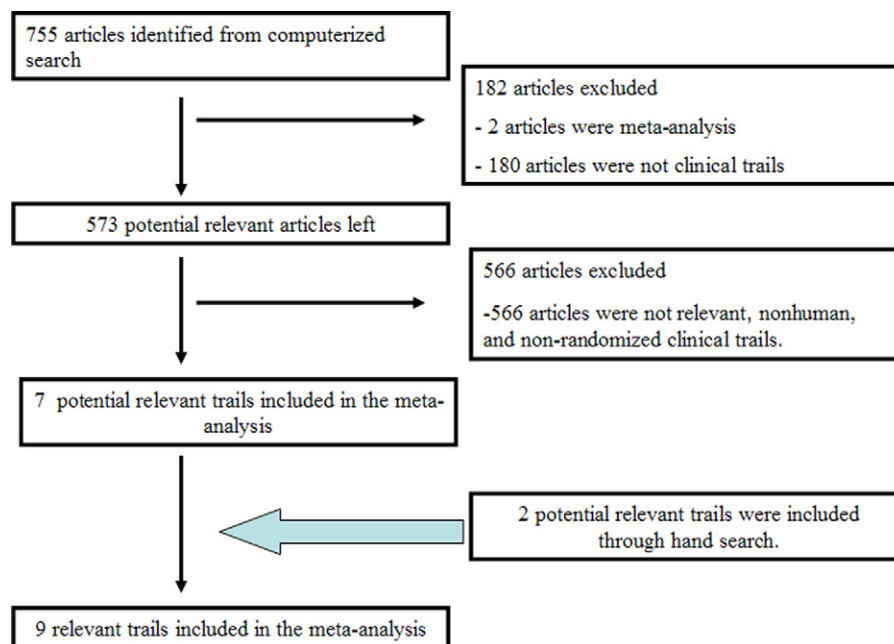 755 articles identified from computerized
search
182 articles excluded
- 2 articles were meta-analysis
- 180 articles were not clinical trails
573 potential relevant articles left
566 articles excluded
-566 articles were not relevant, nonhuman,
and non-randomized clinical trails.
7 potential relevant trails included in the meta-
analysis
2 potential relevant trails were included
through hand search.
9 relevant trails included in the meta-analysis